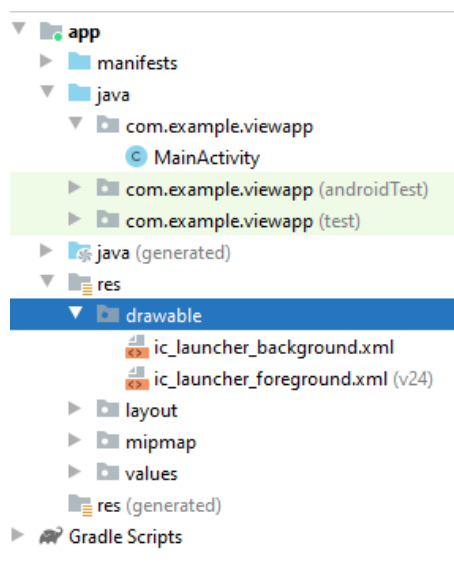 app
manifests
java
com.example.viewapp
C MainActivity
com.example.viewapp (androidTest)
com.example.viewapp (test)
java (generated)
res
drawable
ic_launcher_background.xml
ic_launcher_foreground.xml (v24)
layout
mipmap
values
res (generated)
Gradle Scripts